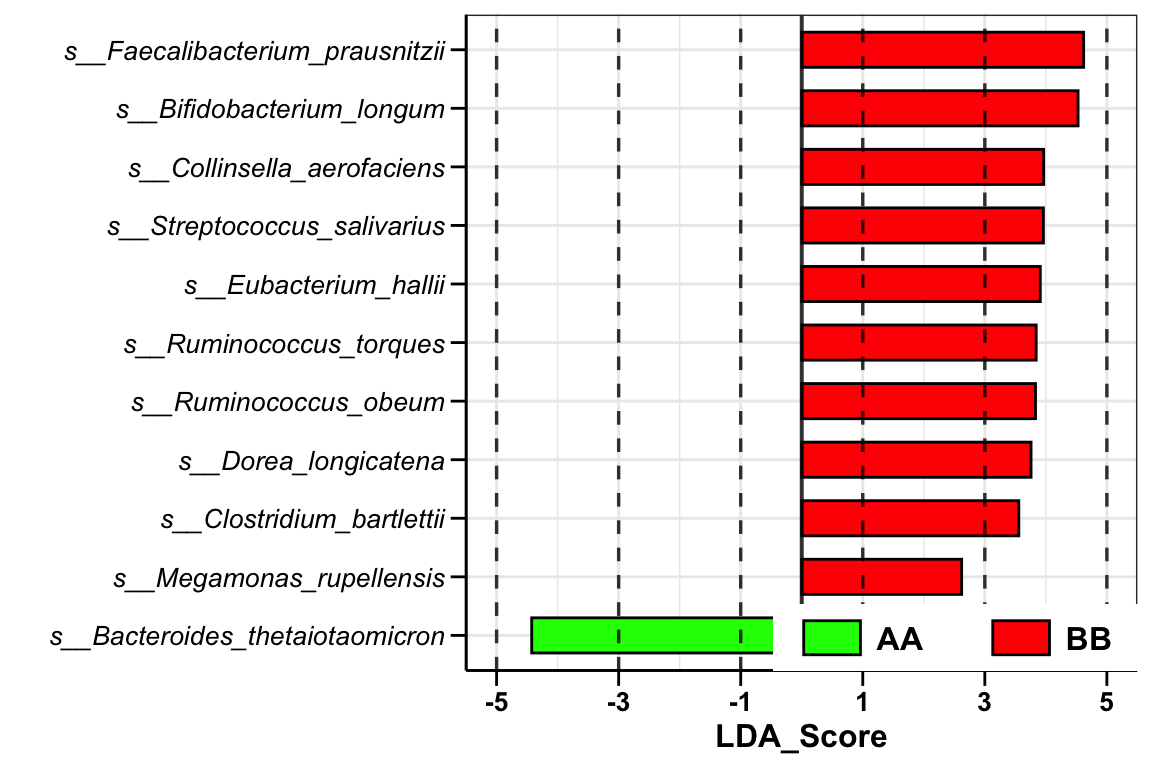 s__Faecalibacterium_prausnitzii
s__Bifidobacterium_longum
s__Collinsella_aerofaciens
s__Streptococcus_salivarius
s__Eubacterium_hallii
s__Ruminococcus_torques
s__Ruminococcus_obeum
s__Dorea_longicatena
s__Clostridium_bartlettii
s__Megamonas_rupellensis
s__Bacteroides_thetaiotaomicron
AA BB
-5 -3 -1 1 3 5
LDA_Score